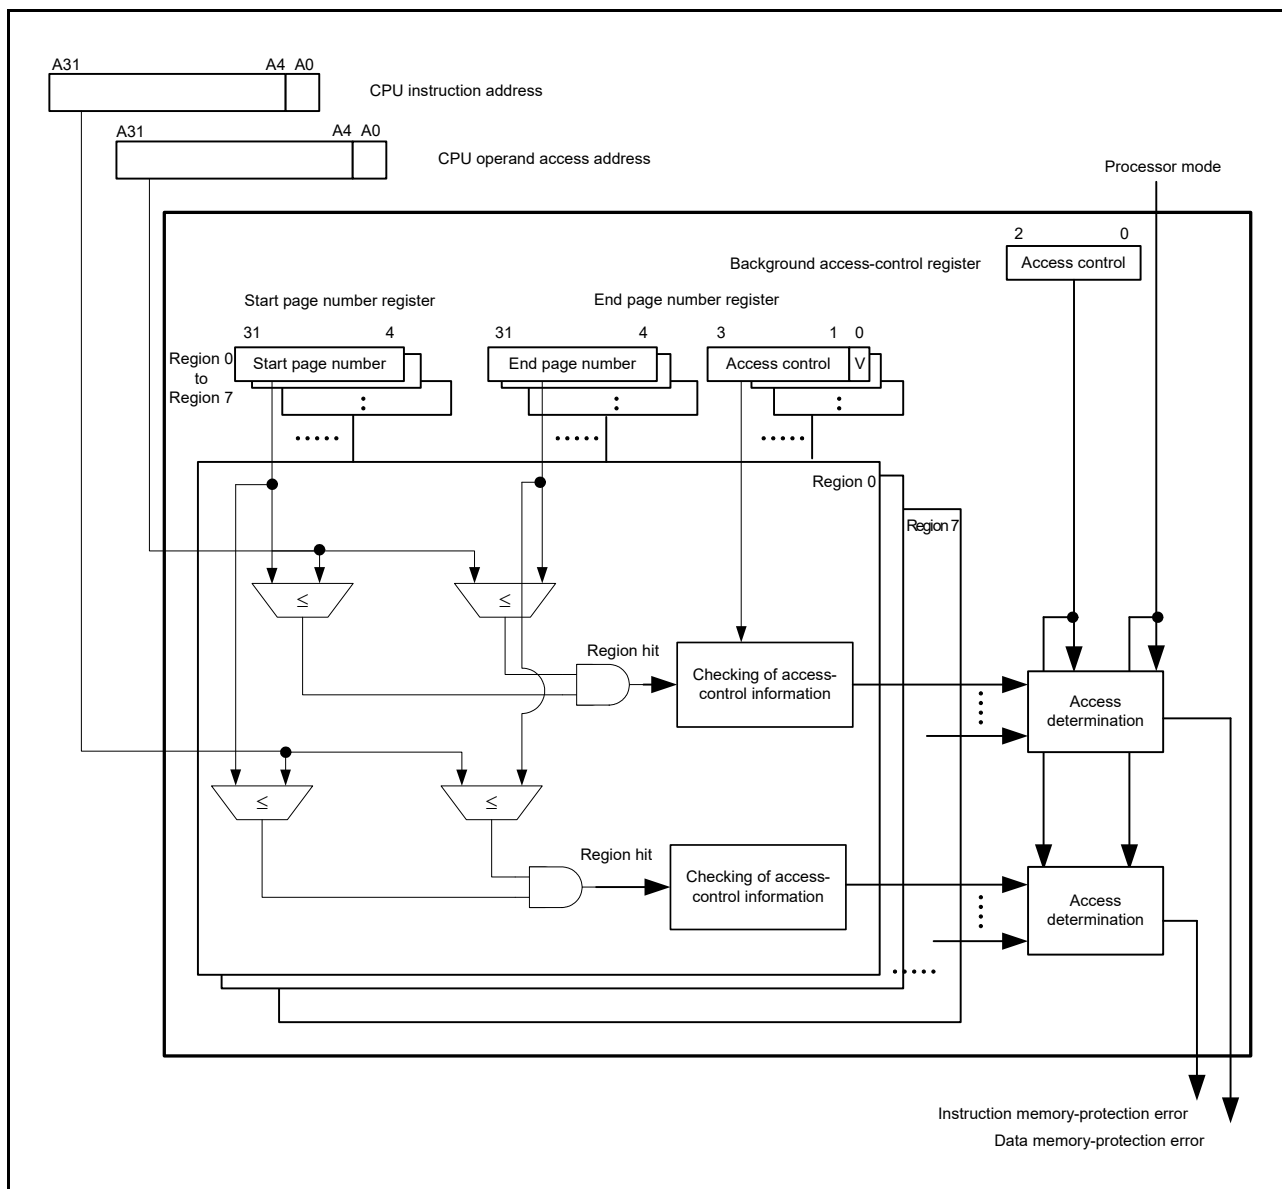 A31 A4 A0
CPU instruction address
A31 A4 A0
CPU operand access address
Processor mode
2 0
Background access-control register
Access control
Start page number register
End page number register
31 4
31 4
3 1 0
Region 0
to
Region 7
Start page number
End page number
Access control
V
Region 0
Region 7
≤
≤
Region hit
Checking of access-
control information
Access
determination
≤
≤
Region hit
Checking of access-
control information
Access
determination
Instruction memory-protection error
Data memory-protection error